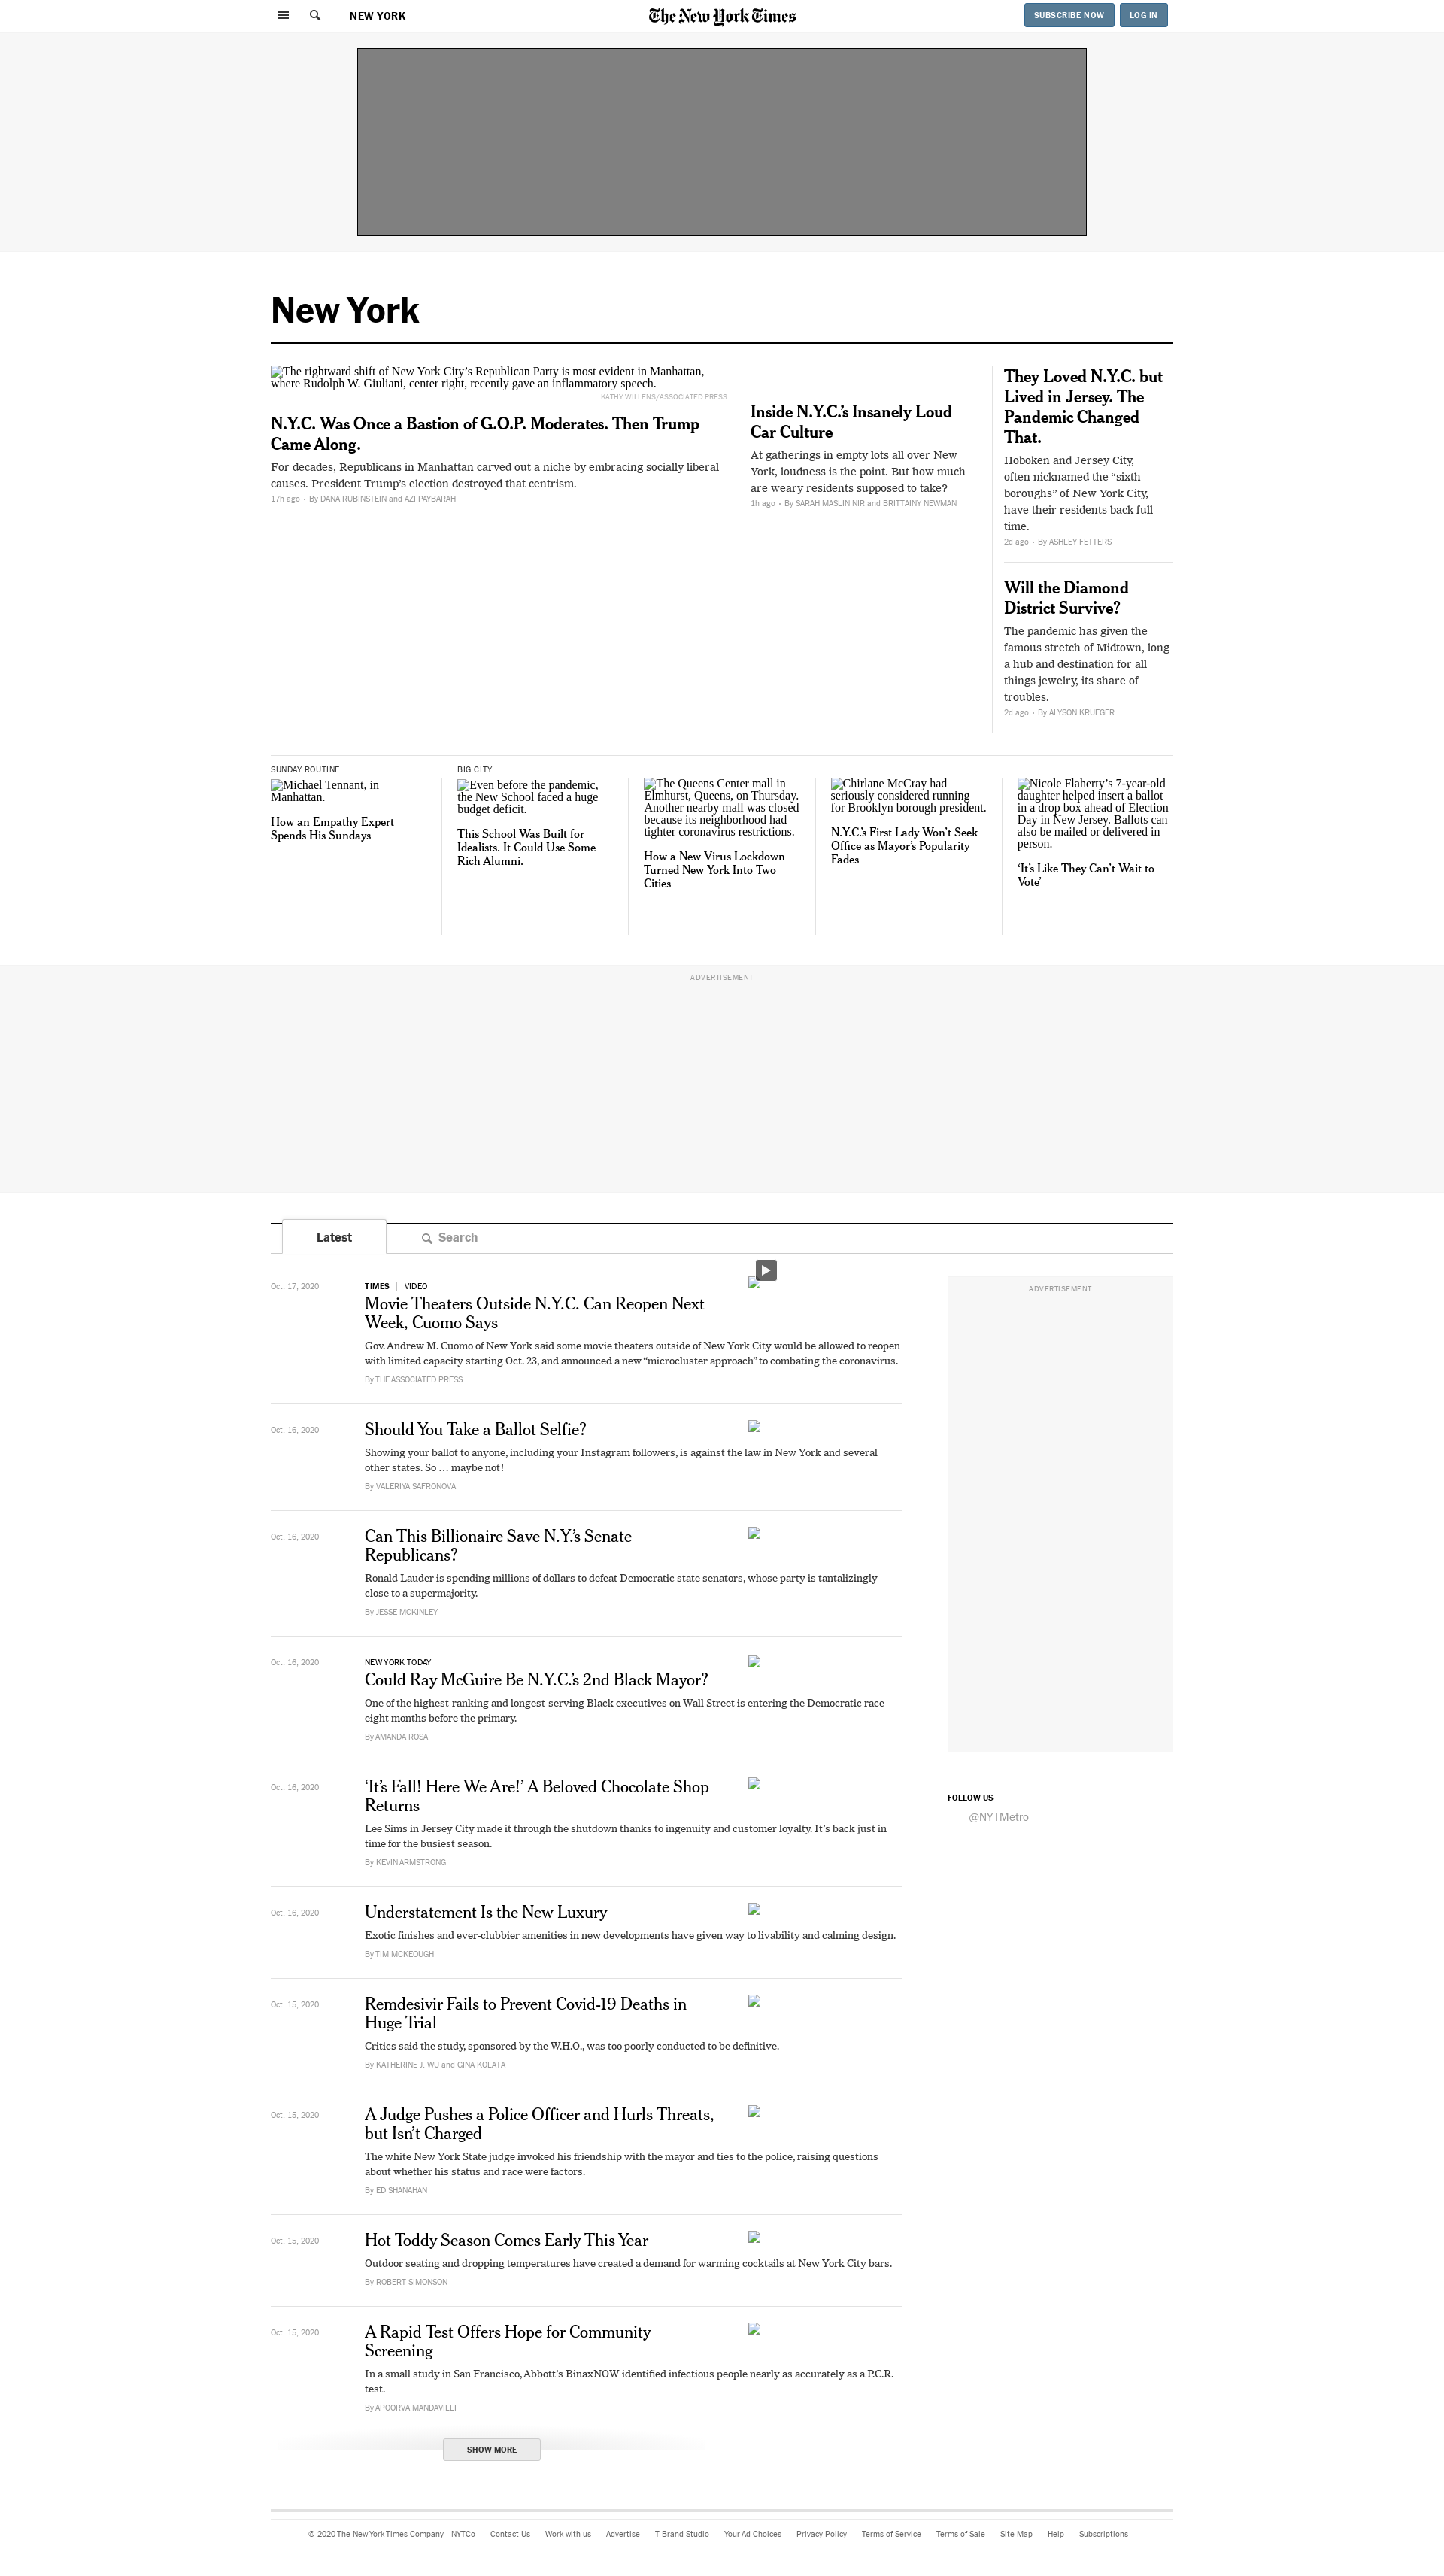 NEW YORK
The New York Times
SUBSCRIBE NOW
LOG IN
New York
The rightward shift of New York City’s Republican Party is most evident in Manhattan,
where Rudolph W. Giuliani, center right, recently gave an inflammatory speech.
KATHY WILLENS/ASSOCIATED PRESS
N.Y.C. Was Once a Bastion of G.O.P. Moderates. Then Trump
Came Along.
For decades, Republicans in Manhattan carved out a niche by embracing socially liberal
causes. President Trump’s election destroyed that centrism.
17h ago • By DANA RUBINSTEIN and AZI PAYBARAH
Inside N.Y.C.’s Insanely Loud
Car Culture
At gatherings in empty lots all over New
York, loudness is the point. But how much
are weary residents supposed to take?
1h ago • By SARAH MASLIN NIR and BRITTAINY NEWMAN
They Loved N.Y.C. but
Lived in Jersey. The
Pandemic Changed
That.
Hoboken and Jersey City,
often nicknamed the “sixth
boroughs” of New York City,
have their residents back full
time.
2d ago • By ASHLEY FETTERS
Will the Diamond
District Survive?
The pandemic has given the
famous stretch of Midtown, long
a hub and destination for all
things jewelry, its share of
troubles.
2d ago • By ALYSON KRUEGER
SUNDAY ROUTINE
Michael Tennant, in
Manhattan.
How an Empathy Expert
Spends His Sundays
BIG CITY
Even before the pandemic,
the New School faced a huge
budget deficit.
This School Was Built for
Idealists. It Could Use Some
Rich Alumni.
The Queens Center mall in
Elmhurst, Queens, on Thursday.
Another nearby mall was closed
because its neighborhood had
tighter coronavirus restrictions.
How a New Virus Lockdown
Turned New York Into Two
Cities
Chirlane McCray had
seriously considered running
for Brooklyn borough president.
N.Y.C.’s First Lady Won’t Seek
Office as Mayor’s Popularity
Fades
Nicole Flaherty’s 7-year-old
daughter helped insert a ballot
in a drop box ahead of Election
Day in New Jersey. Ballots can
also be mailed or delivered in
person.
‘It’s Like They Can’t Wait to
Vote’
ADVERTISEMENT
Latest
Search
Oct. 17, 2020
TIMES | VIDEO
Movie Theaters Outside N.Y.C. Can Reopen Next
Week, Cuomo Says
Gov. Andrew M. Cuomo of New York said some movie theaters outside of New York City would be allowed to reopen
with limited capacity starting Oct. 23, and announced a new “microcluster approach” to combating the coronavirus.
By THE ASSOCIATED PRESS
Oct. 16, 2020
Should You Take a Ballot Selfie?
Showing your ballot to anyone, including your Instagram followers, is against the law in New York and several
other states. So … maybe not!
By VALERIYA SAFRONOVA
Oct. 16, 2020
Can This Billionaire Save N.Y.’s Senate
Republicans?
Ronald Lauder is spending millions of dollars to defeat Democratic state senators, whose party is tantalizingly
close to a supermajority.
By JESSE MCKINLEY
Oct. 16, 2020
NEW YORK TODAY
Could Ray McGuire Be N.Y.C.’s 2nd Black Mayor?
One of the highest-ranking and longest-serving Black executives on Wall Street is entering the Democratic race
eight months before the primary.
By AMANDA ROSA
Oct. 16, 2020
‘It’s Fall! Here We Are!’ A Beloved Chocolate Shop
Returns
Lee Sims in Jersey City made it through the shutdown thanks to ingenuity and customer loyalty. It’s back just in
time for the busiest season.
By KEVIN ARMSTRONG
Oct. 16, 2020
Understatement Is the New Luxury
Exotic finishes and ever-clubbier amenities in new developments have given way to livability and calming design.
By TIM MCKEOUGH
Oct. 15, 2020
Remdesivir Fails to Prevent Covid-19 Deaths in
Huge Trial
Critics said the study, sponsored by the W.H.O., was too poorly conducted to be definitive.
By KATHERINE J. WU and GINA KOLATA
Oct. 15, 2020
A Judge Pushes a Police Officer and Hurls Threats,
but Isn’t Charged
The white New York State judge invoked his friendship with the mayor and ties to the police, raising questions
about whether his status and race were factors.
By ED SHANAHAN
Oct. 15, 2020
Hot Toddy Season Comes Early This Year
Outdoor seating and dropping temperatures have created a demand for warming cocktails at New York City bars.
By ROBERT SIMONSON
Oct. 15, 2020
A Rapid Test Offers Hope for Community
Screening
In a small study in San Francisco, Abbott’s BinaxNOW identified infectious people nearly as accurately as a P.C.R.
test.
By APOORVA MANDAVILLI
SHOW MORE
ADVERTISEMENT
FOLLOW US
@NYTMetro
© 2020 The New York Times Company NYTCo Contact Us Work with us Advertise T Brand Studio Your Ad Choices Privacy Policy Terms of Service Terms of Sale Site Map Help Subscriptions